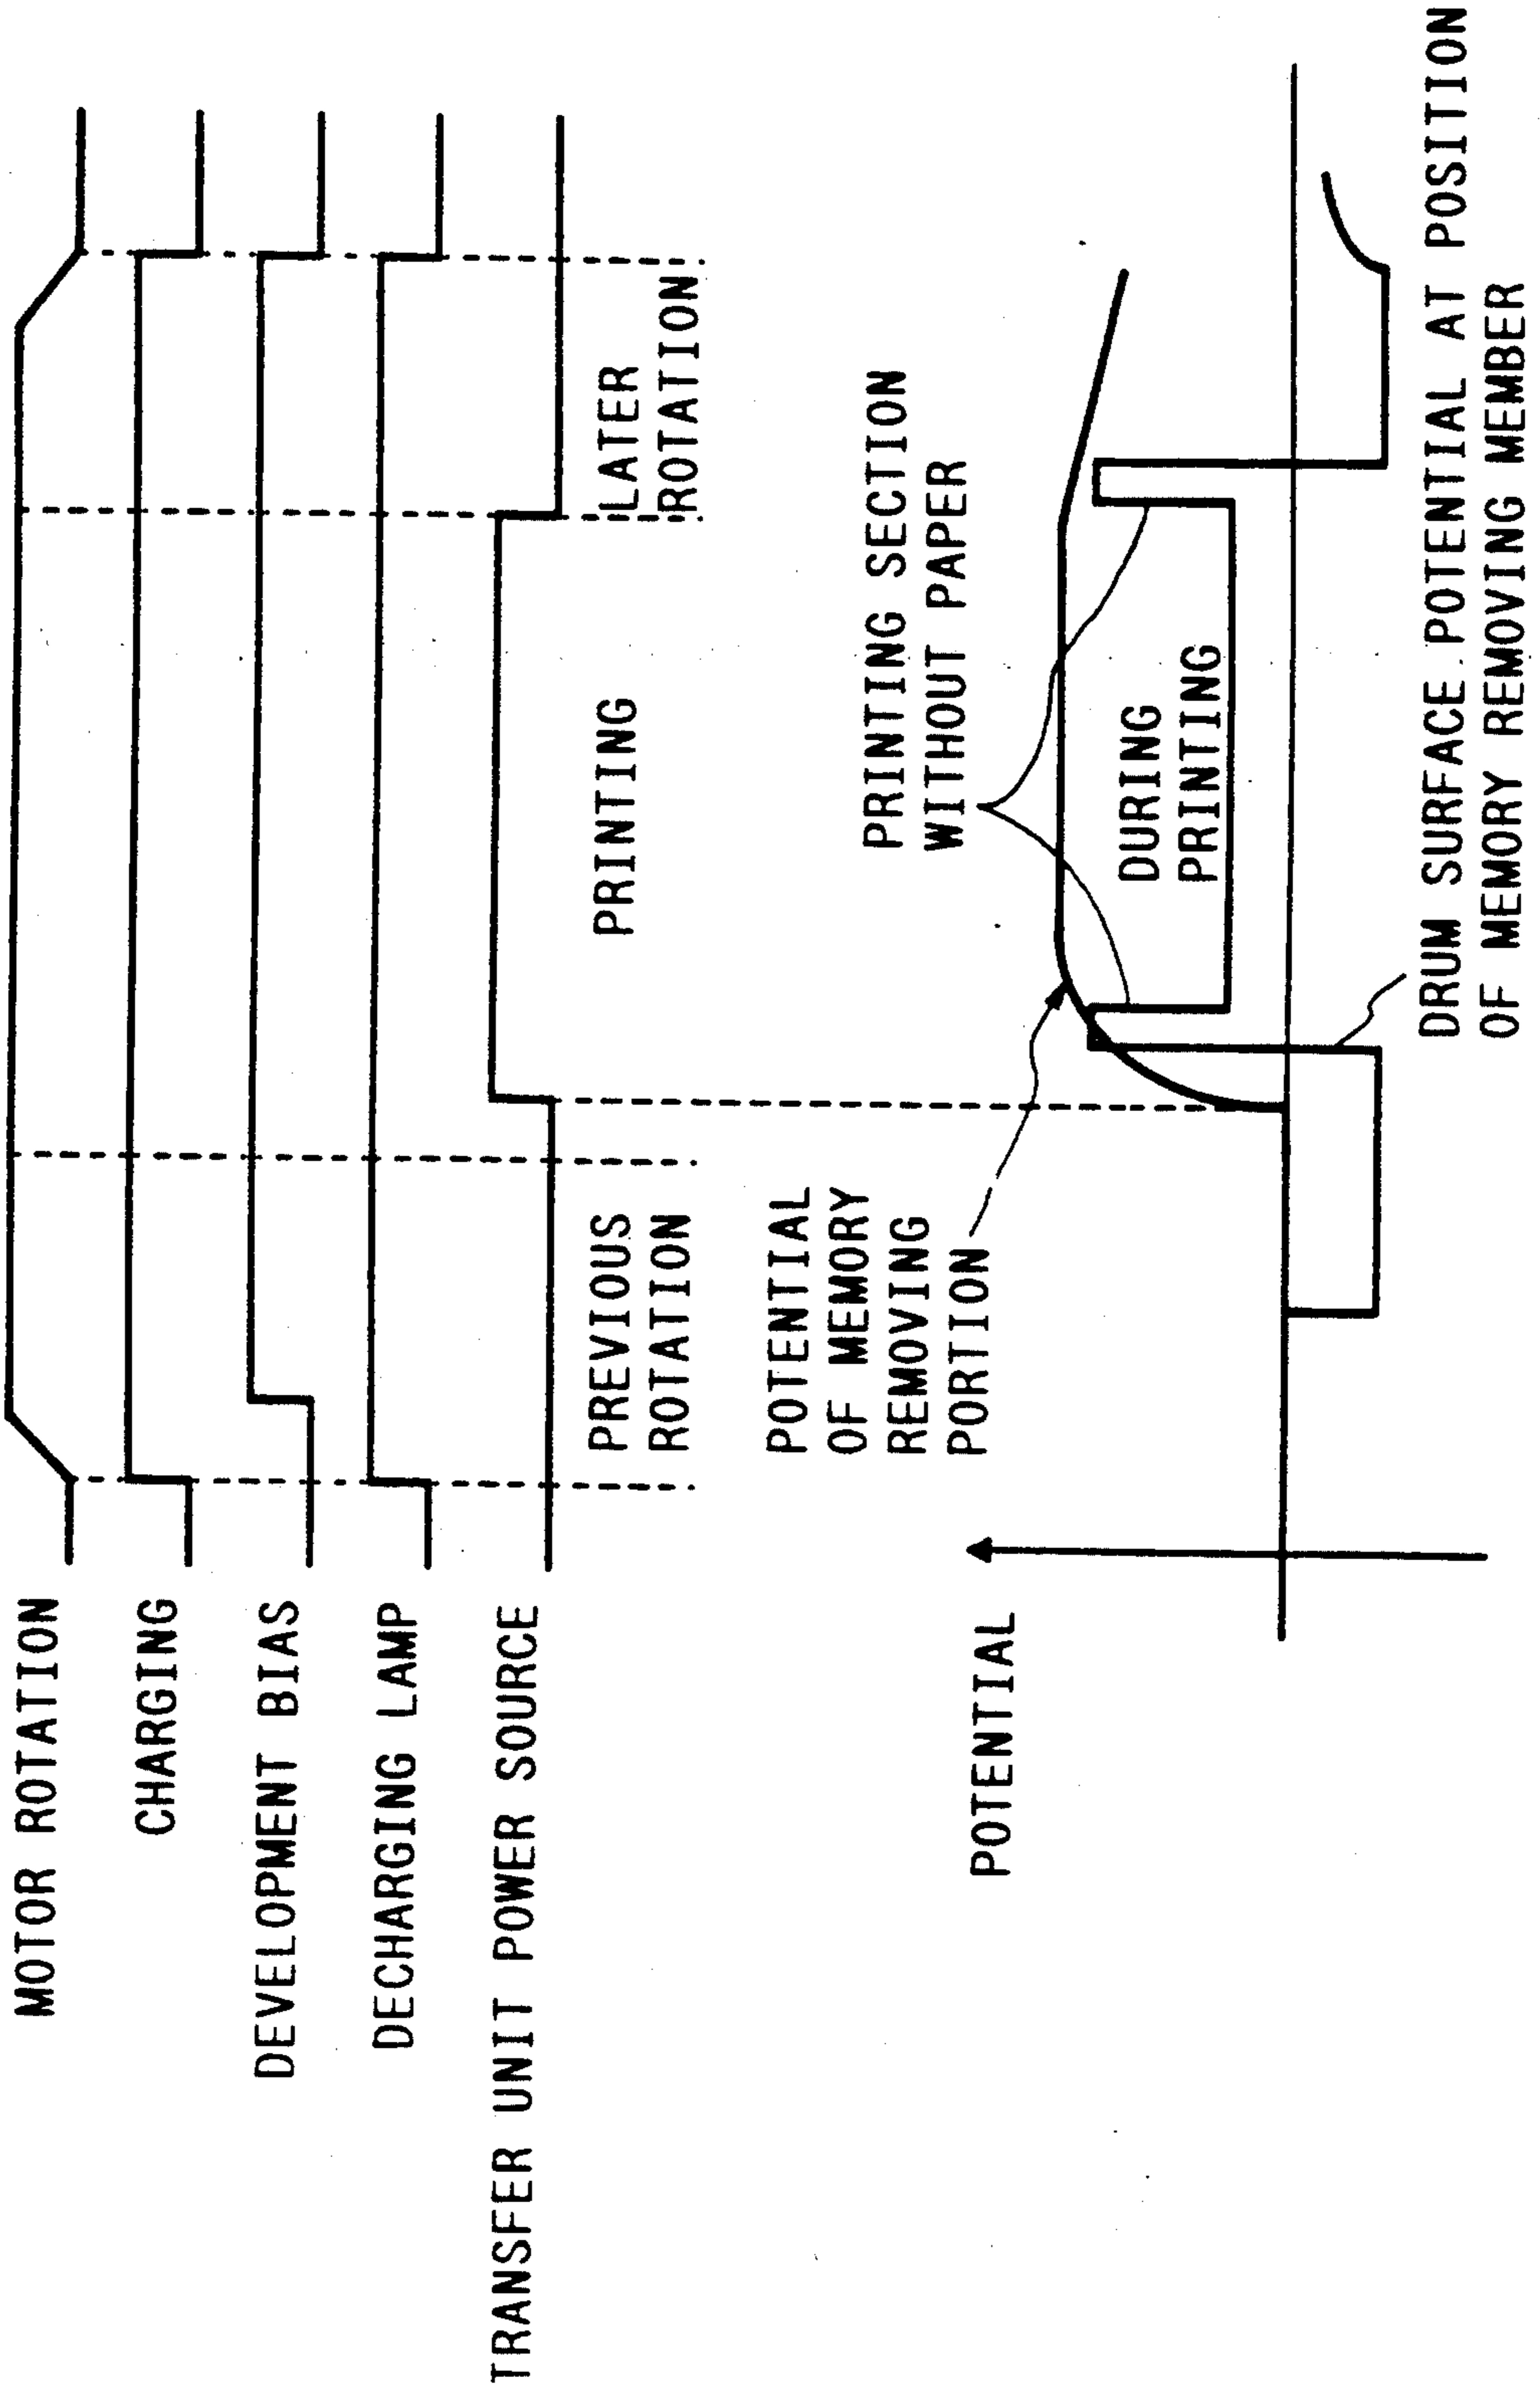 MOTOR ROTATION
CHARGING
DEVELOPMENT BIAS
DECHARGING LAMP
TRANSFER UNIT POWER SOURCE
PREVIOUS
ROTATION
PRINTING
LATER
ROTATION
POTENTIAL
OF MEMORY
REMOVING
PORTION
PRINTING SECTION
WITHOUT PAPER
POTENTIAL
DURING
PRINTING
DRUM SURFACE POTENTIAL AT POSITION
OF MEMORY REMOVING MEMBER